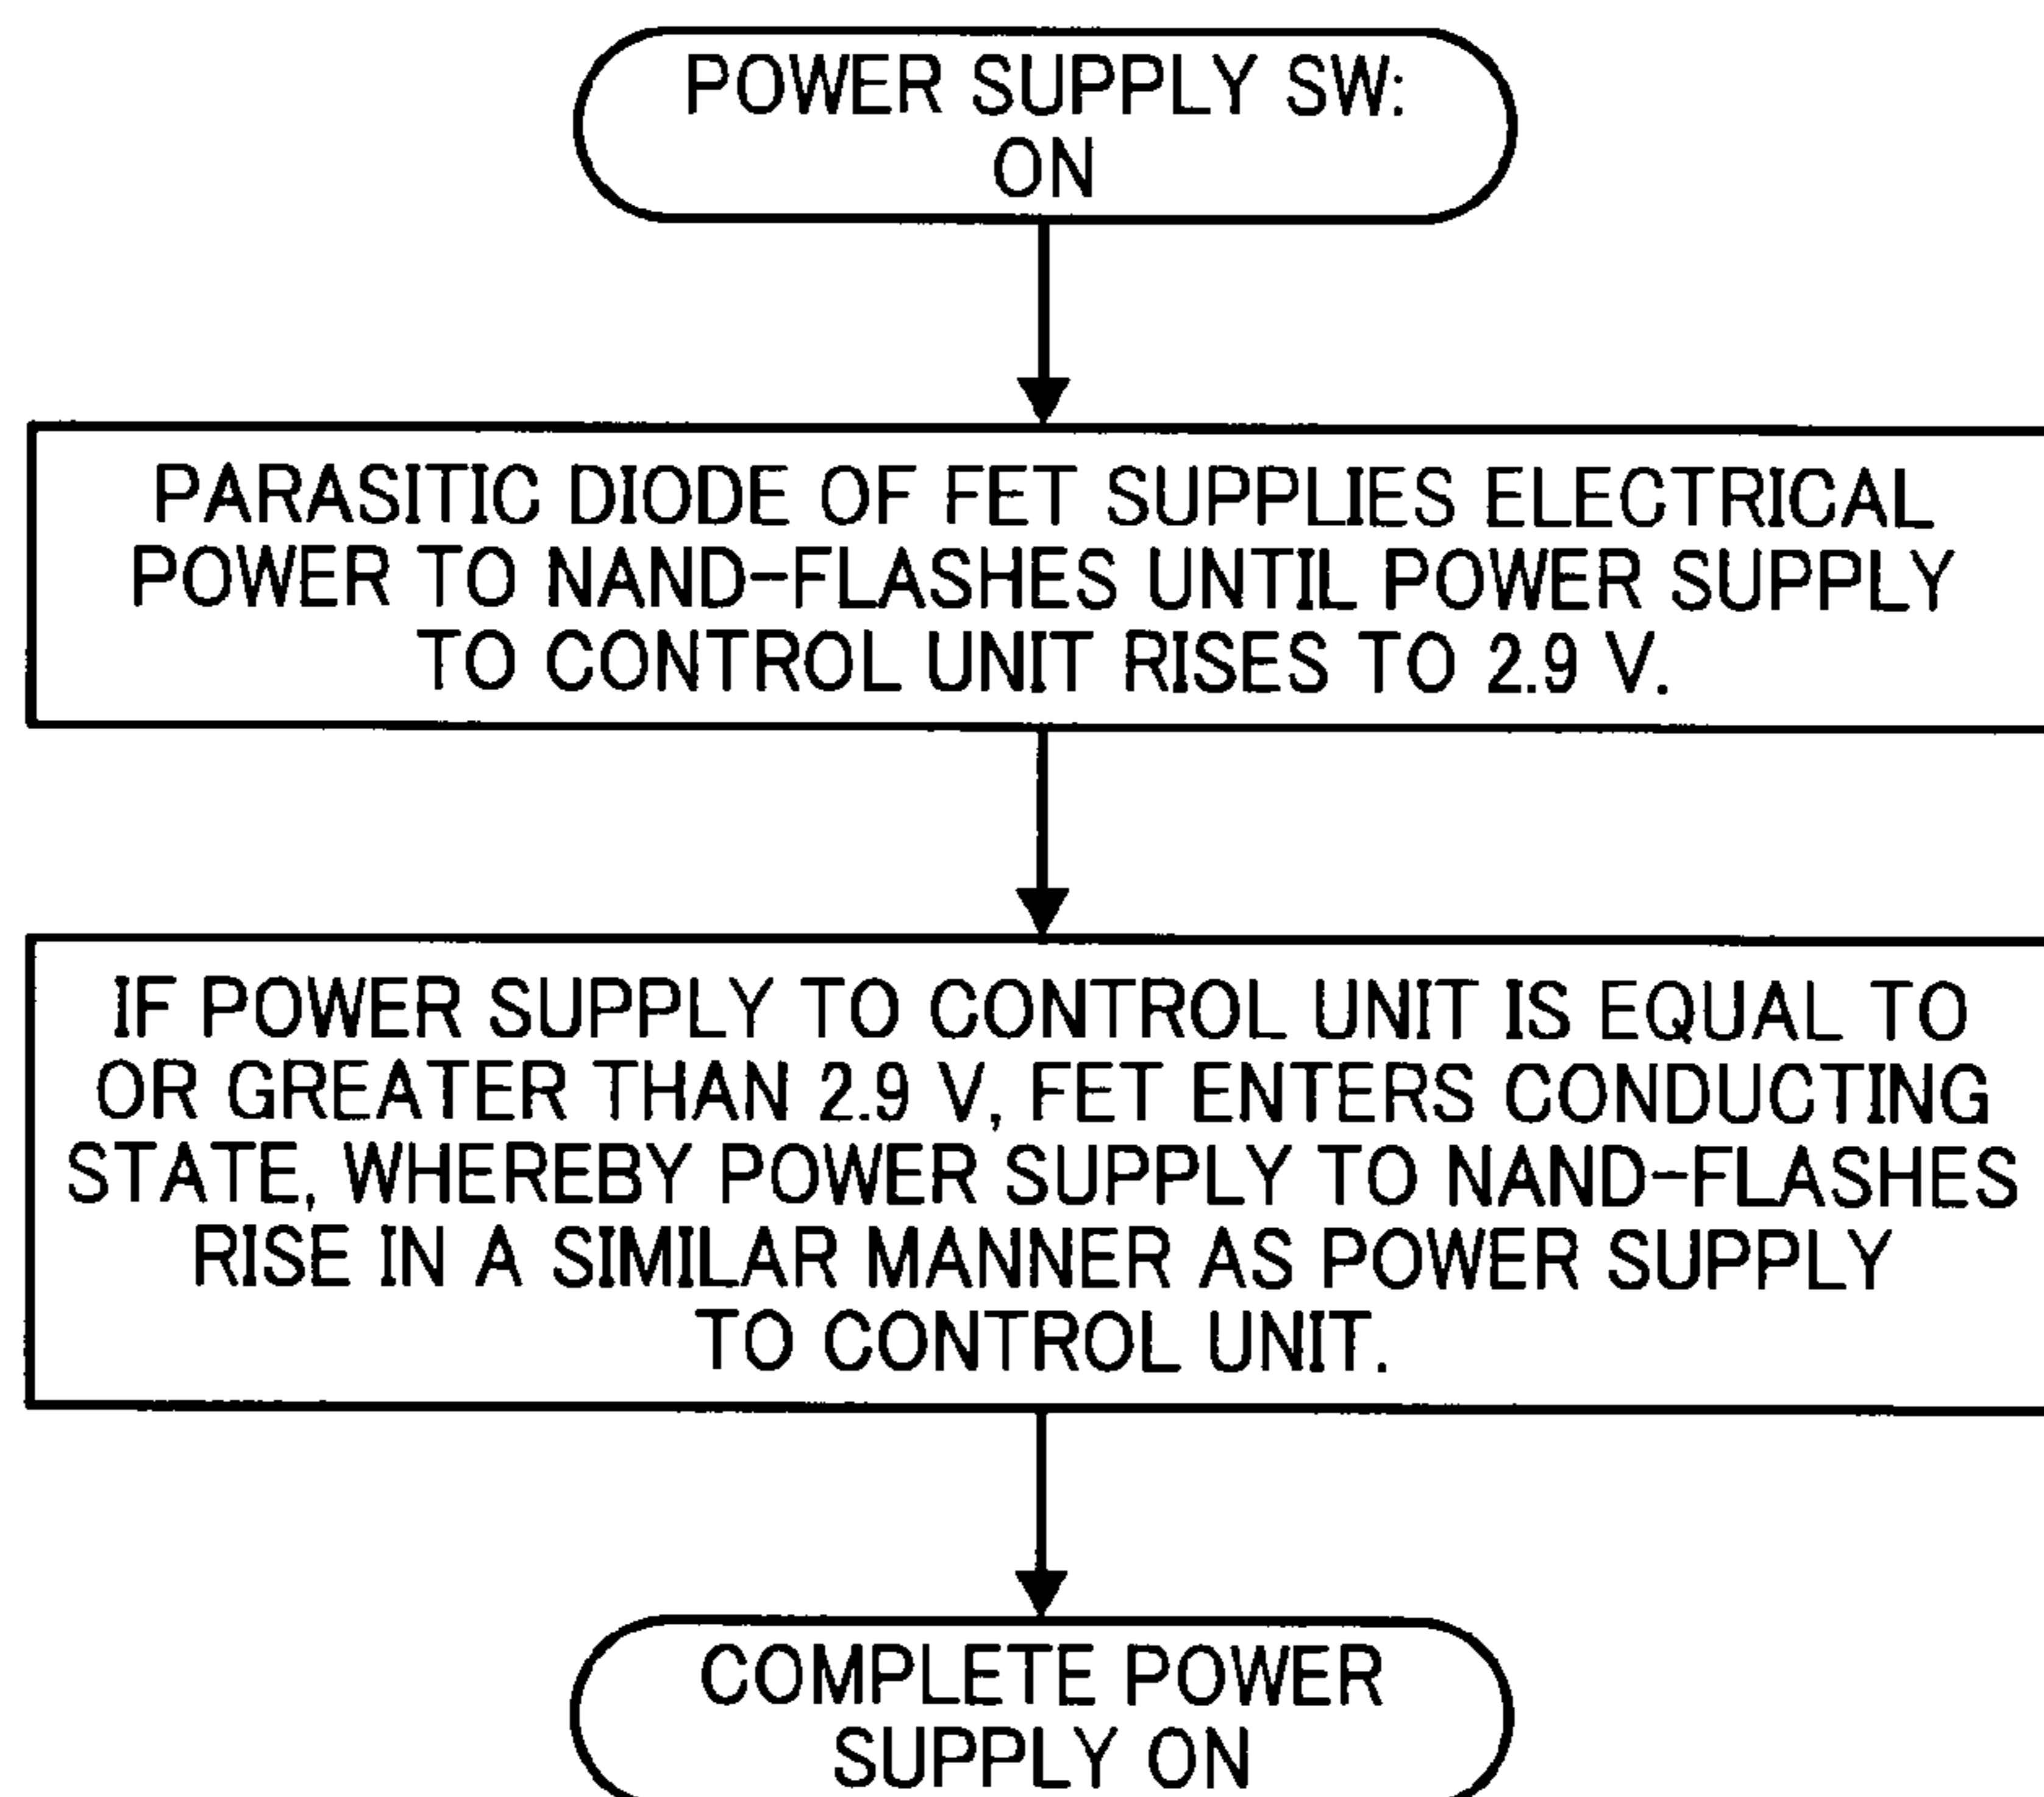 POWER SUPPLY SW:
ON
PARASITIC DIODE OF FET SUPPLIES ELECTRICAL
POWER TO NAND-FLASHES UNTIL POWER SUPPLY
TO CONTROL UNIT RISES TO 2.9 V.
IF POWER SUPPLY TO CONTROL UNIT IS EQUAL TO
OR GREATER THAN 2.9 V, FET ENTERS CONDUCTING
STATE, WHEREBY POWER SUPPLY TO NAND-FLASHES
RISE IN A SIMILAR MANNER AS POWER SUPPLY
TO CONTROL UNIT.
COMPLETE POWER
SUPPLY ON